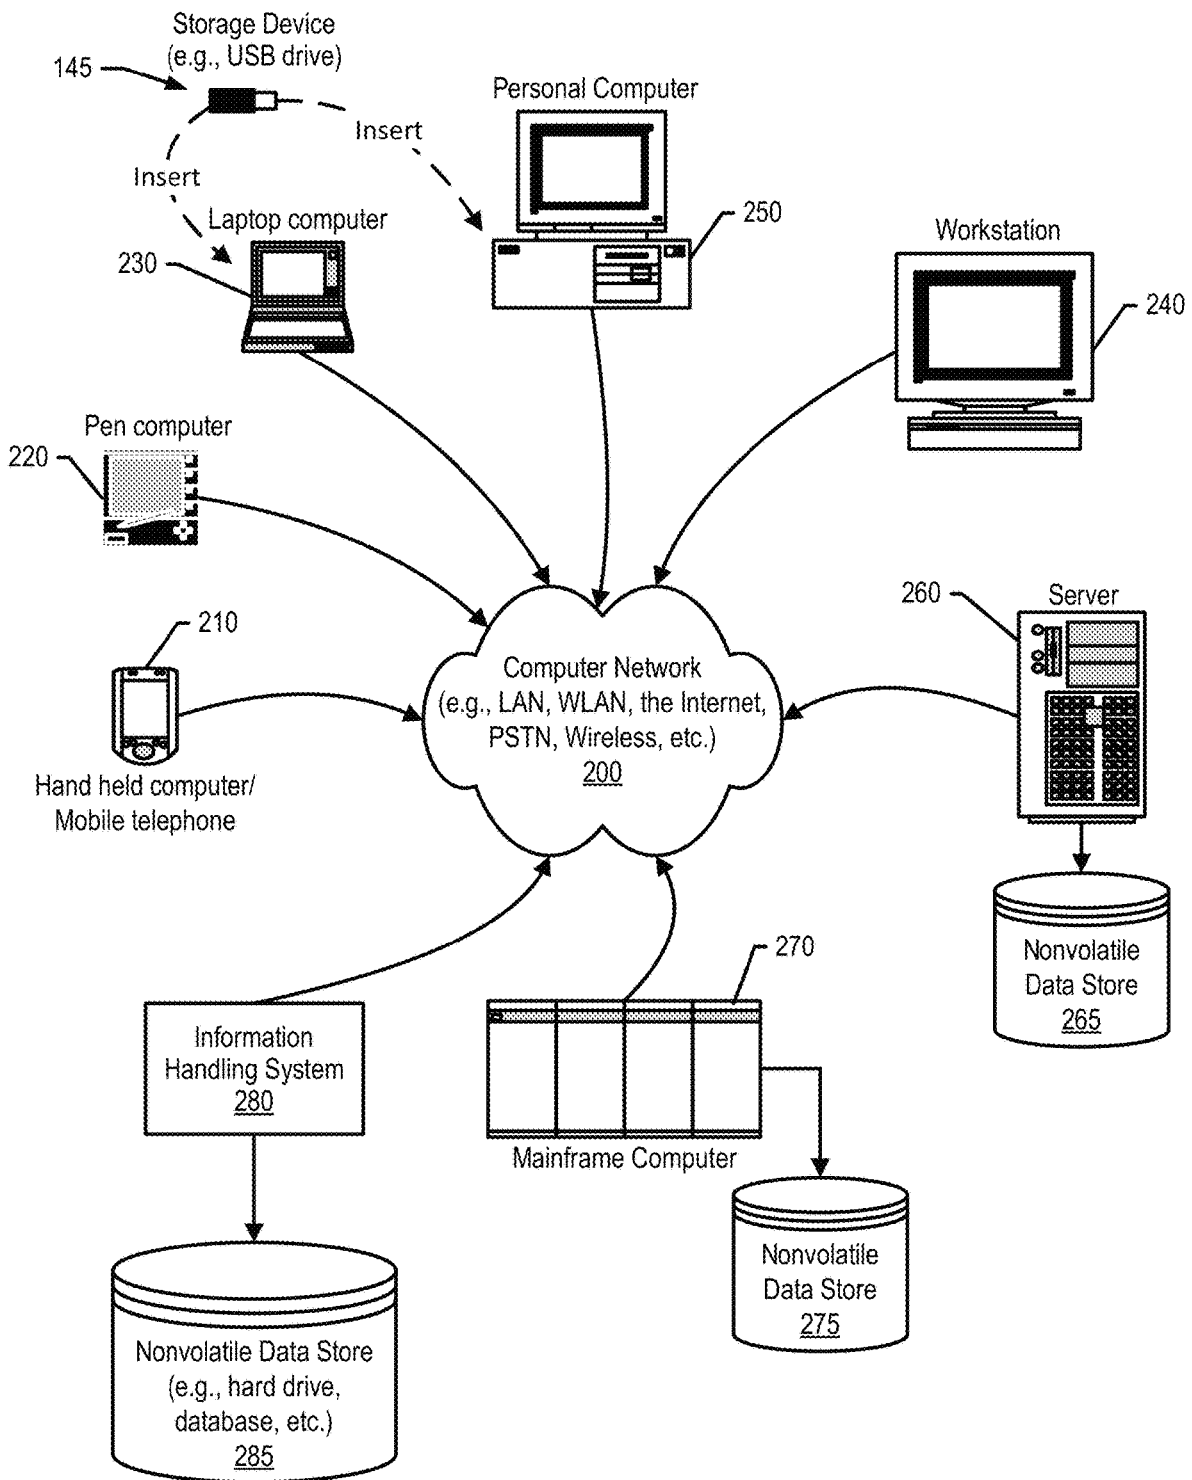 Storage Device
(e.g., USB drive)
145
Insert
Insert
Personal Computer
250
Laptop computer
230
Workstation
240
Pen computer
220
210
Hand held computer/
Mobile telephone
Computer Network
(e.g., LAN, WLAN, the Internet,
PSTN, Wireless, etc.)
200
260
Server
Nonvolatile
Data Store
265
270
Mainframe Computer
Nonvolatile
Data Store
275
Information
Handling System
280
Nonvolatile Data Store
(e.g., hard drive,
database, etc.)
285